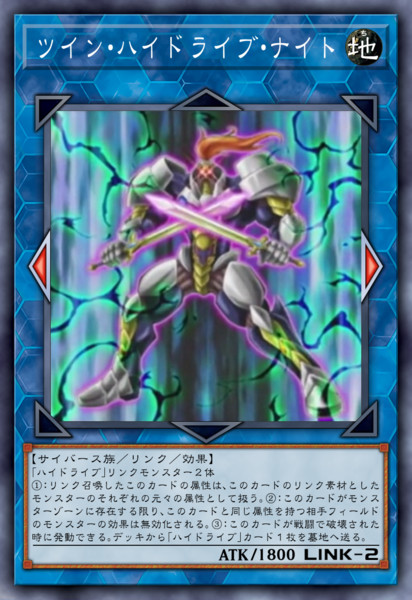 ツイン・ハイドライブ・ナイト 地
【サイバース族／リンク／効果】
「ハイドライブ」リンクモンスター２体
①：リンク召喚したこのカードの属性は、このカードのリンク素材とした
モンスターのそれぞれの元々の属性として扱う。②：このカードがモンス
ターゾーンに存在する限り、このカードと同じ属性を持つ相手フィールド
のモンスターの効果は無効化される。③：このカードが戦闘で破壊された
時に発動できる。デッキから「ハイドライブ」カード１枚を墓地へ送る。
ATK/1800 LINK-2